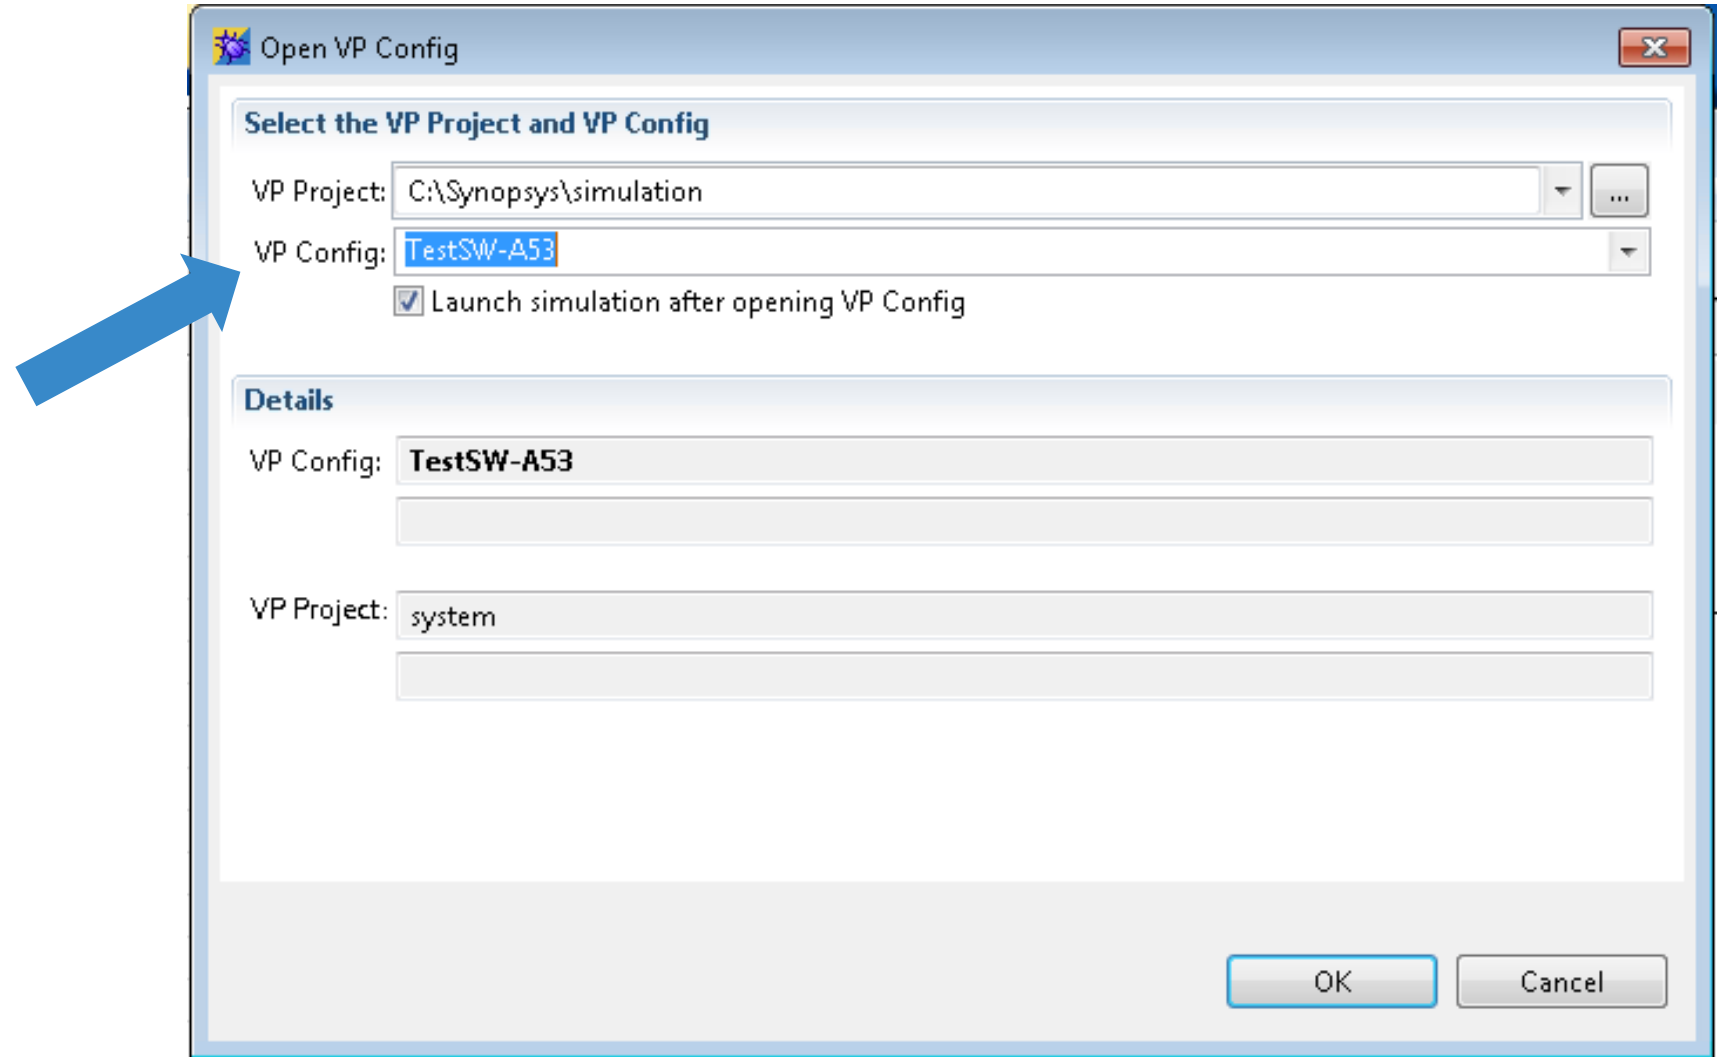 Open VP Config
Select the VP Project and VP Config
VP Project: C:\Synopsys\simulation ...
VP Config: TestSW-A53
Launch simulation after opening VP Config
Details
VP Config: TestSW-A53
VP Project: system
OK Cancel